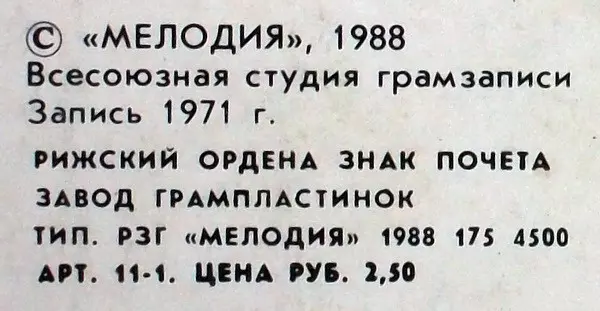 © «МЕЛОДИЯ», 1988
Всесоюзная студия грамзаписи
Запись 1971 г.
РИЖСКИЙ ОРДЕНА ЗНАК ПОЧЕТА
ЗАВОД ГРАМПЛАСТИНОК
ТИП. РЗГ «МЕЛОДИЯ» 1988 175 4500
АРТ. 11-1. ЦЕНА РУБ. 2,50